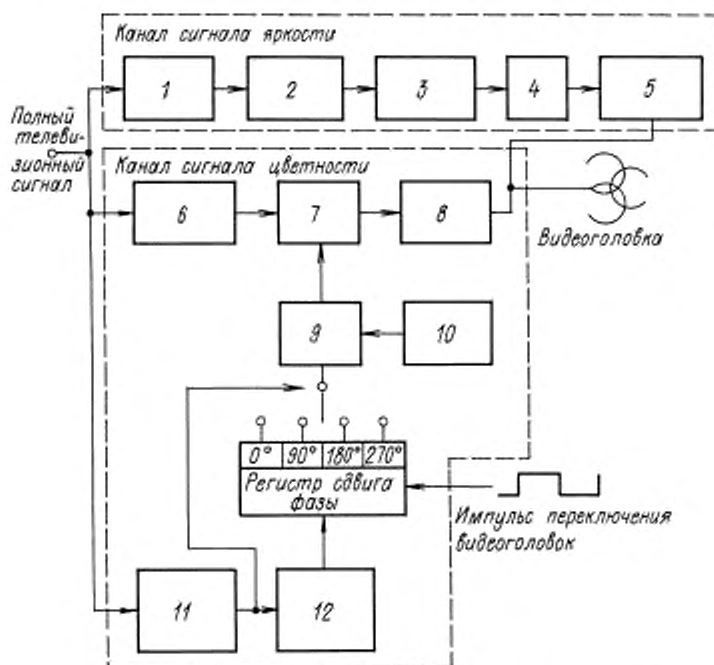 Канал сигнала яркости
1 2 3 4 5
Полный
телеви-
зионный
сигнал
Канал сигнала цветности
6 7 8
Видеоголовка
9 10
0° 90° 180° 270°
Регистр сдвига
фазы
Импульс переключения
видеоголовок
11 12